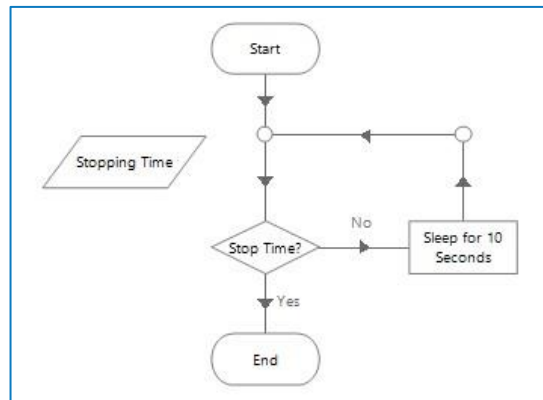 Start
Stopping Time
Stop Time?
No
Sleep for 10
Seconds
Yes
End